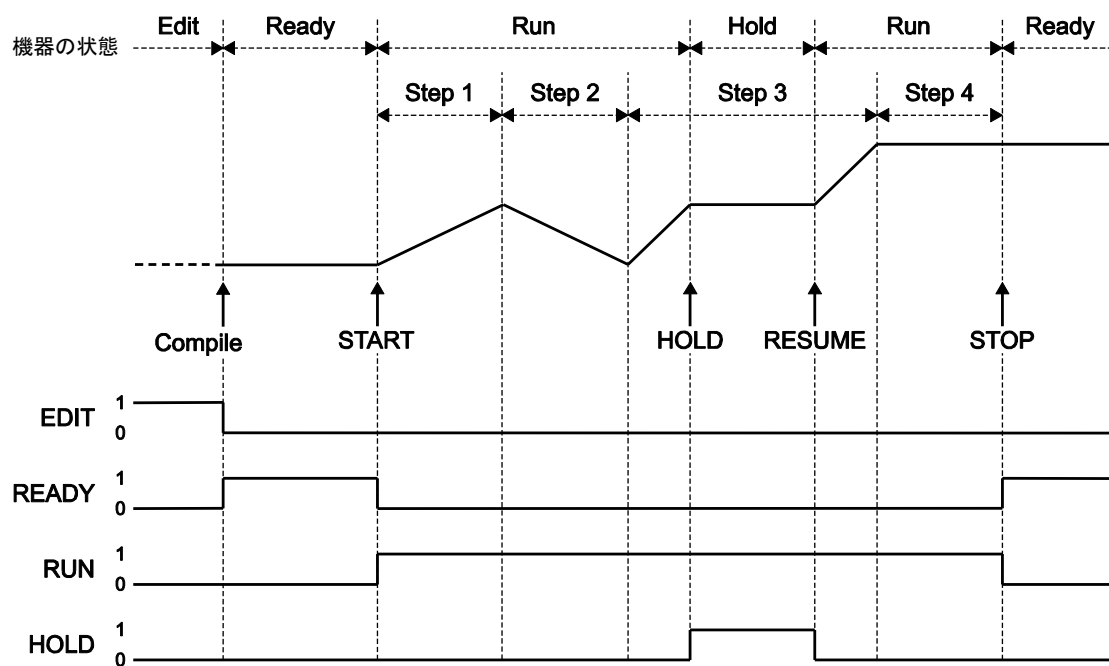 Edit Ready Run Hold Run Ready
機器の状態
Step 1 Step 2 Step 3 Step 4
Compile START HOLD RESUME STOP
EDIT 1
0
READY 1
0
RUN 1
0
HOLD 1
0